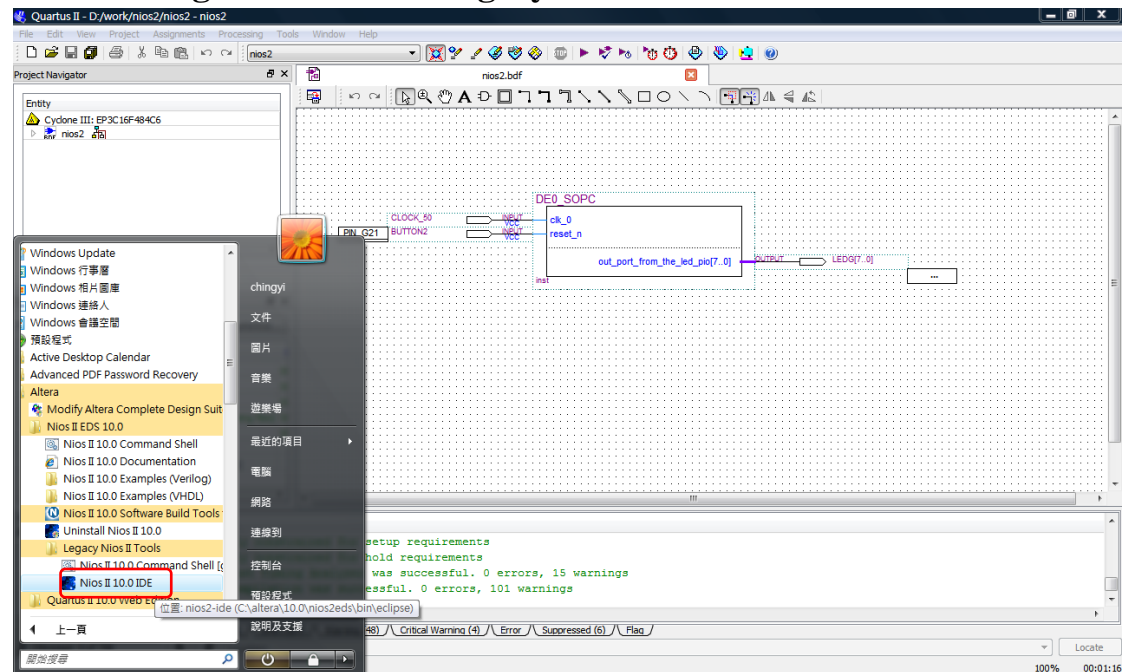 Quartus II - D:/work/nios2/nios2 - nios2
File Edit View Project Assignments Processing Tools Window Help
nios2
Project Navigator
nios2.bdf
Entity
Cyclone III: EP3C16F484C6
nios2
DE0_SOPC
CLOCK_50 INPUT VCC clk_0
PIN_G21 BUTTON2 INPUT VCC reset_n
out_port_from_the_led_pio[7..0] OUTPUT LEDG[7..0]
...
inst
Windows Update
Windows 行事曆
Windows 相片圖庫
Windows 連絡人
Windows 會議空間
預設程式
Active Desktop Calendar
Advanced PDF Password Recovery
Altera
Modify Altera Complete Design Suit
Nios II EDS 10.0
Nios II 10.0 Command Shell
Nios II 10.0 Documentation
Nios II 10.0 Examples (Verilog)
Nios II 10.0 Examples (VHDL)
Nios II 10.0 Software Build Tools
Uninstall Nios II 10.0
Legacy Nios II Tools
Nios II 10.0 Command Shell [g
Nios II 10.0 IDE
Quartus II 10.0 Web Edition
位置: nios2-ide (C:\altera\10.0\nios2eds\bin\eclipse)
上一頁
開始搜尋
chingyi
文件
圖片
音樂
遊樂場
最近的項目
電腦
網路
連線到
控制台
預設程式
說明及支援
setup requirements
hold requirements
was successful. 0 errors, 15 warnings
essful. 0 errors, 101 warnings
48) Critical Warning (4) Error Suppressed (6) Flag
Locate
100% 00:01:16